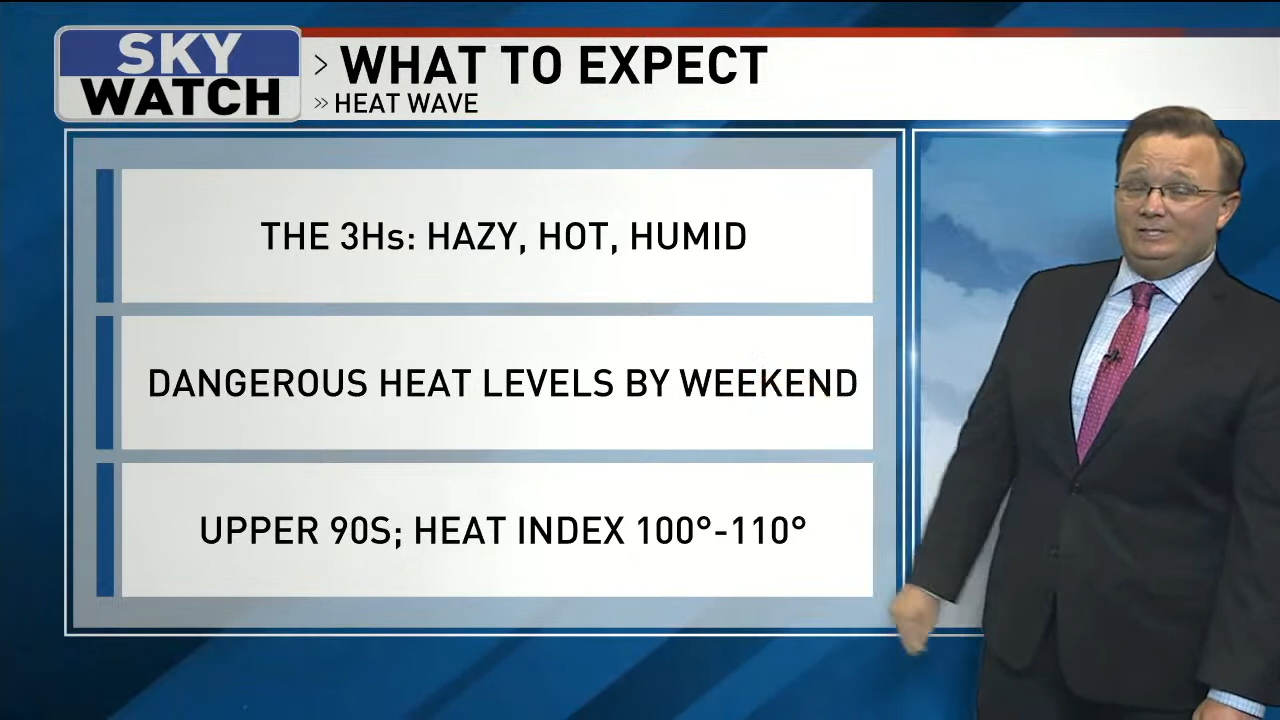 SKY
WATCH
> WHAT TO EXPECT
» HEAT WAVE
THE 3Hs: HAZY, HOT, HUMID
DANGEROUS HEAT LEVELS BY WEEKEND
UPPER 90S; HEAT INDEX 100°-110°